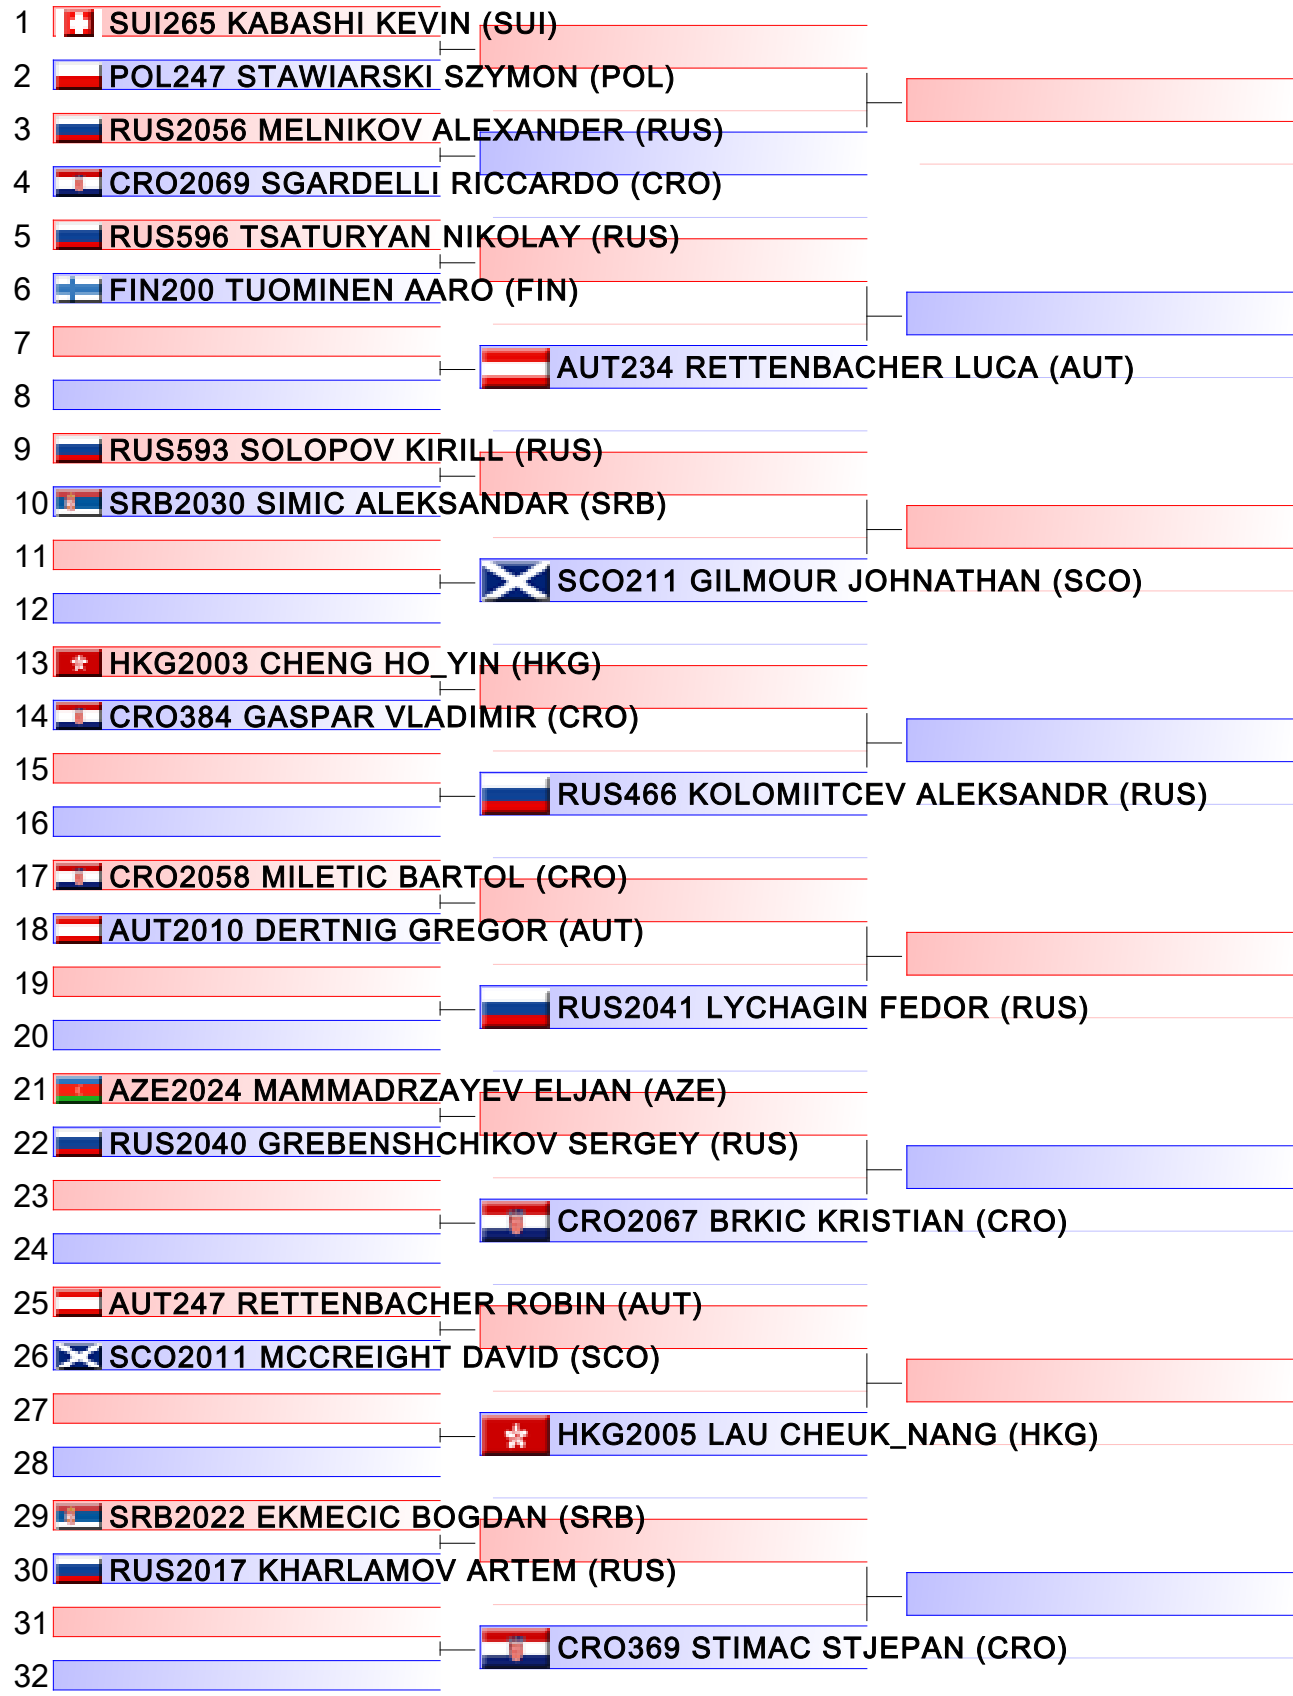 1 SUI265 KABASHI KEVIN (SUI)
2 POL247 STAWIARSKI SZYMON (POL)
3 RUS2056 MELNIKOV ALEXANDER (RUS)
4 CRO2069 SGARDELLI RICCARDO (CRO)
5 RUS596 TSATURYAN NIKOLAY (RUS)
6 FIN200 TUOMINEN AARO (FIN)
7
AUT234 RETTENBACHER LUCA (AUT)
8
9 RUS593 SOLOPOV KIRILL (RUS)
10 SRB2030 SIMIC ALEKSANDAR (SRB)
11
SCO211 GILMOUR JOHNATHAN (SCO)
12
13 HKG2003 CHENG HO_YIN (HKG)
14 CRO384 GASPAR VLADIMIR (CRO)
15
RUS466 KOLOMIITCEV ALEKSANDR (RUS)
16
17 CRO2058 MILETIC BARTOL (CRO)
18 AUT2010 DERTNIG GREGOR (AUT)
19
RUS2041 LYCHAGIN FEDOR (RUS)
20
21 AZE2024 MAMMADRZAYEV ELJAN (AZE)
22 RUS2040 GREBENSHCHIKOV SERGEY (RUS)
23
CRO2067 BRKIC KRISTIAN (CRO)
24
25 AUT247 RETTENBACHER ROBIN (AUT)
26 SCO2011 MCCREIGHT DAVID (SCO)
27
HKG2005 LAU CHEUK_NANG (HKG)
28
29 SRB2022 EKMECIC BOGDAN (SRB)
30 RUS2017 KHARLAMOV ARTEM (RUS)
31
CRO369 STIMAC STJEPAN (CRO)
32